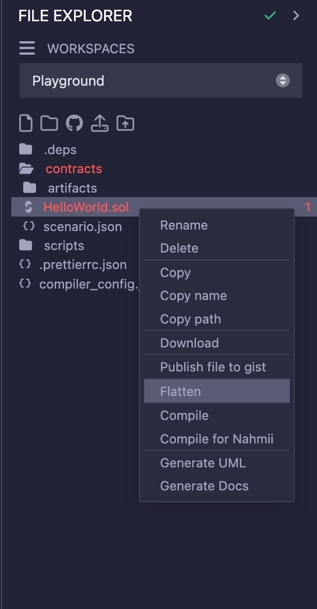 FILE EXPLORER
WORKSPACES
Playground
.deps
contracts
artifacts
HelloWorld.sol 1
scenario.json
scripts
.prettierrc.json
compiler_config.
Rename
Delete
Copy
Copy name
Copy path
Download
Publish file to gist
Flatten
Compile
Compile for Nahmii
Generate UML
Generate Docs